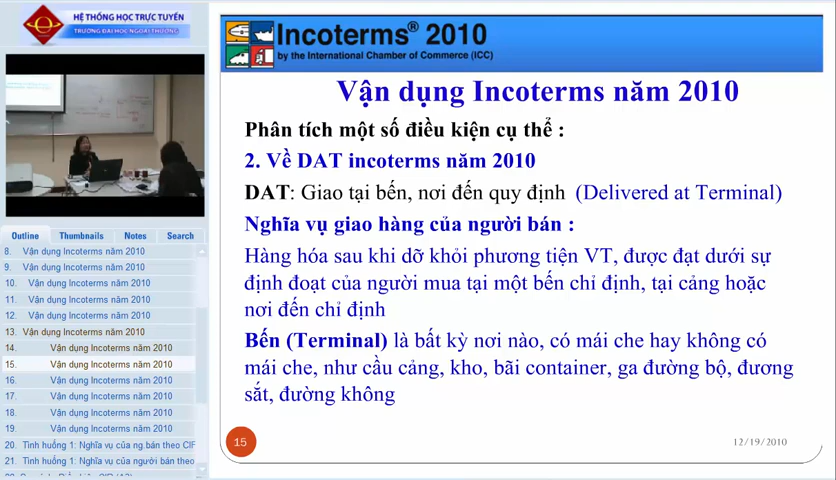 HỆ THỐNG HỌC TRỰC TUYẾN
TRƯỜNG ĐẠI HỌC NGOẠI THƯƠNG
Incoterms® 2010
by the International Chamber of Commerce (ICC)
Vận dụng Incoterms năm 2010
Phân tích một số điều kiện cụ thể :
2. Về DAT incoterms năm 2010
DAT: Giao tại bến, nơi đến quy định (Delivered at Terminal)
Nghĩa vụ giao hàng của người bán :
Hàng hóa sau khi dỡ khỏi phương tiện VT, được đạt dưới sự
định đoạt của người mua tại một bến chỉ định, tại cảng hoặc
nơi đến chỉ định
Bến (Terminal) là bất kỳ nơi nào, có mái che hay không có
mái che, như cầu cảng, kho, bãi container, ga đường bộ, đương
sắt, đường không
15
12/19/2010
Outline Thumbnails Notes Search
8. Vận dụng Incoterms năm 2010
9. Vận dụng Incoterms năm 2010
10. Vận dụng Incoterms năm 2010
11. Vận dụng Incoterms năm 2010
12. Vận dụng Incoterms năm 2010
13. Vận dụng Incoterms năm 2010
14. Vận dụng Incoterms năm 2010
15. Vận dụng Incoterms năm 2010
16. Vận dụng Incoterms năm 2010
17. Vận dụng Incoterms năm 2010
18. Vận dụng Incoterms năm 2010
19. Vận dụng Incoterms năm 2010
20. Tình huống 1: Nghĩa vụ của ng bán theo CIF
21. Tình huống 1: Nghĩa vụ của người bán theo